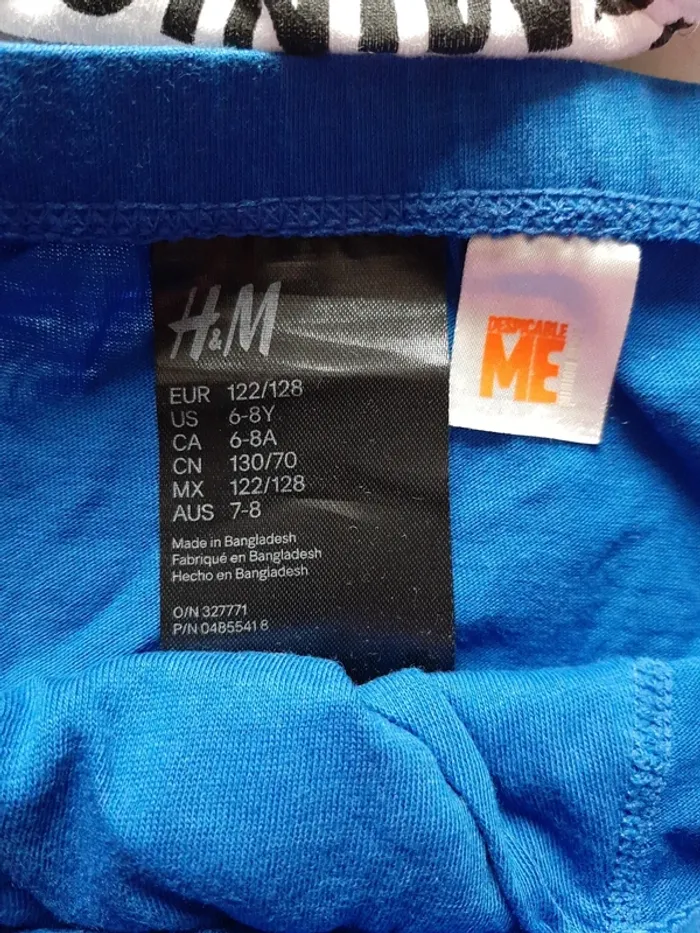 H&M
EUR 122/128
US 6-8Y
CA 6-8A
CN 130/70
MX 122/128
AUS 7-8
Made in Bangladesh
Fabriqué en Bangladesh
Hecho en Bangladesh
O/N 327771
P/N 0485541 8
DESPICABLE
ME